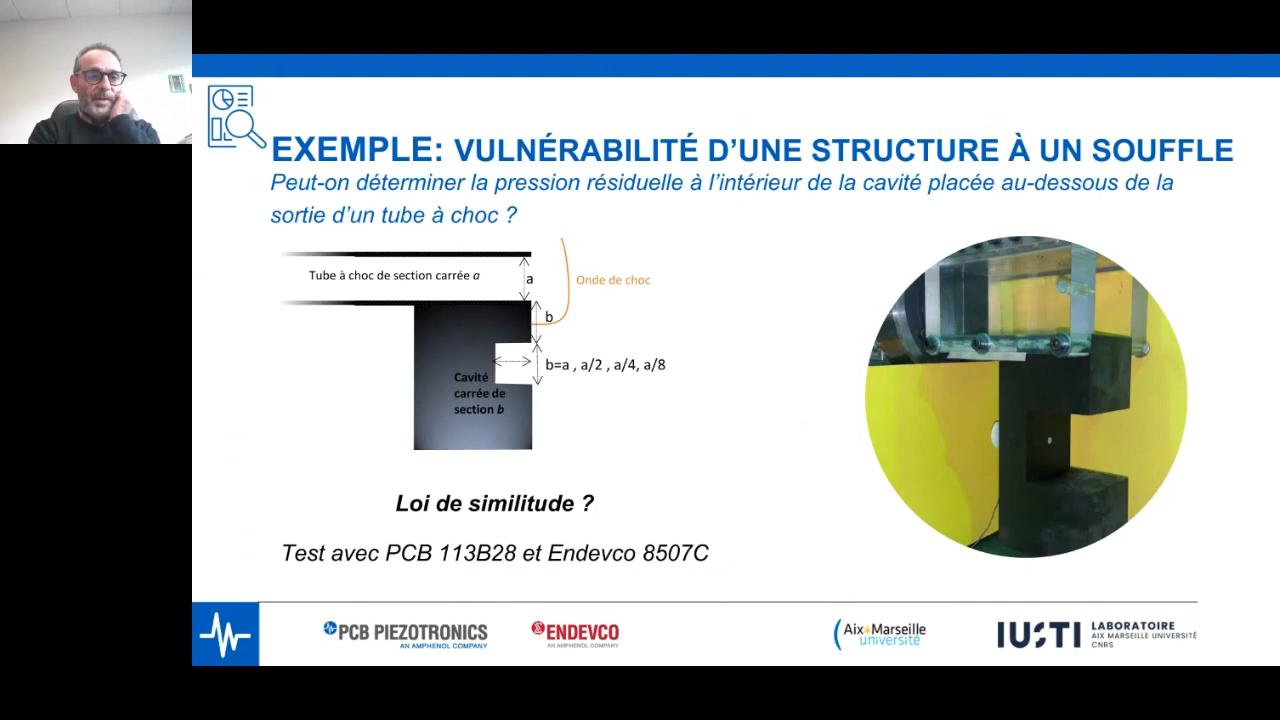 EXEMPLE: VULNÉRABILITÉ D’UNE STRUCTURE À UN SOUFFLE
Peut-on déterminer la pression résiduelle à l’intérieur de la cavité placée au-dessous de la
sortie d’un tube à choc ?
Tube à choc de section carrée a
a
Onde de choc
b
b=a , a/2 , a/4, a/8
Cavité
carrée de
section b
Loi de similitude ?
Test avec PCB 113B28 et Endevco 8507C
PCB PIEZOTRONICS
AN AMPHENOL COMPANY
ENDEVCO
AN AMPHENOL COMPANY
Aix Marseille
université
IUSTI
LABORATOIRE
AIX MARSEILLE UNIVERSITÉ
CNRS